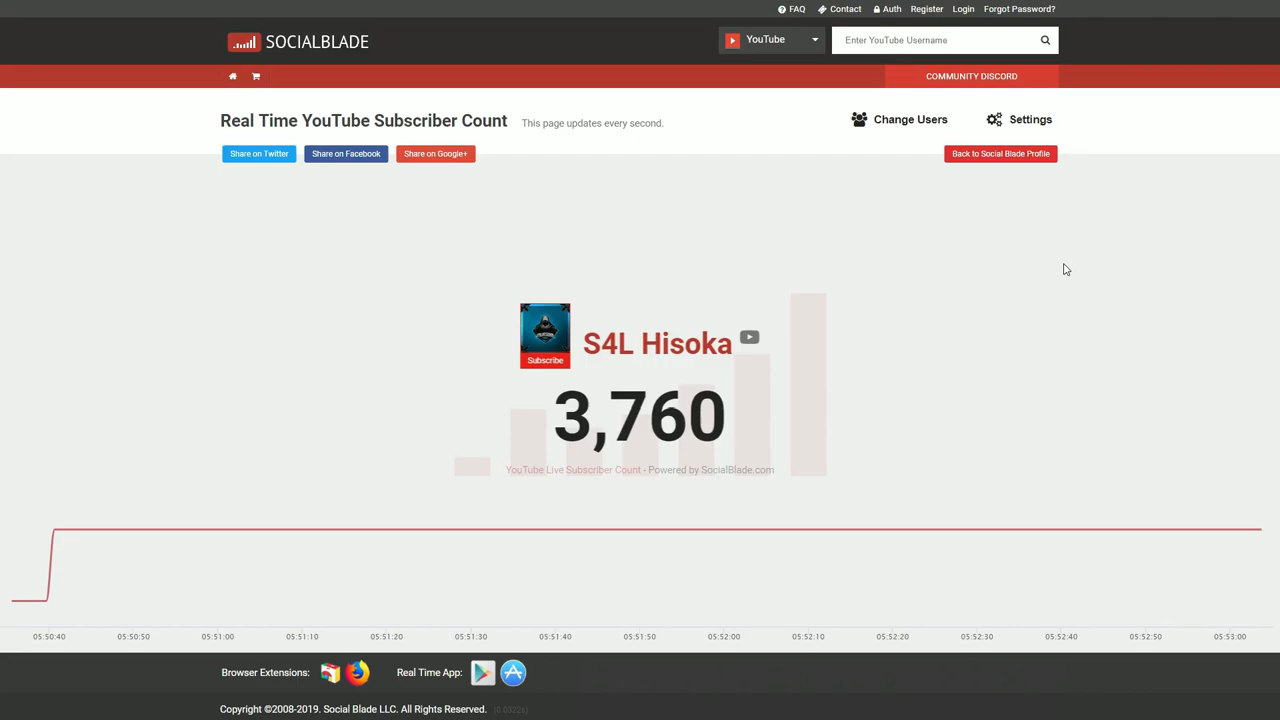 FAQ Contact Auth Register Login Forgot Password?
SOCIALBLADE
YouTube
Enter YouTube Username
COMMUNITY DISCORD
Real Time YouTube Subscriber Count This page updates every second.
Change Users Settings
Share on Twitter Share on Facebook Share on Google+
Back to Social Blade Profile
S4L Hisoka
Subscribe
3,760
YouTube Live Subscriber Count - Powered by SocialBlade.com
05:50:40 05:50:50 05:51:00 05:51:10 05:51:20 05:51:30 05:51:40 05:51:50 05:52:00 05:52:10 05:52:20 05:52:30 05:52:40 05:52:50 05:53:00
Browser Extensions: Real Time App:
Copyright ©2008-2019. Social Blade LLC. All Rights Reserved.